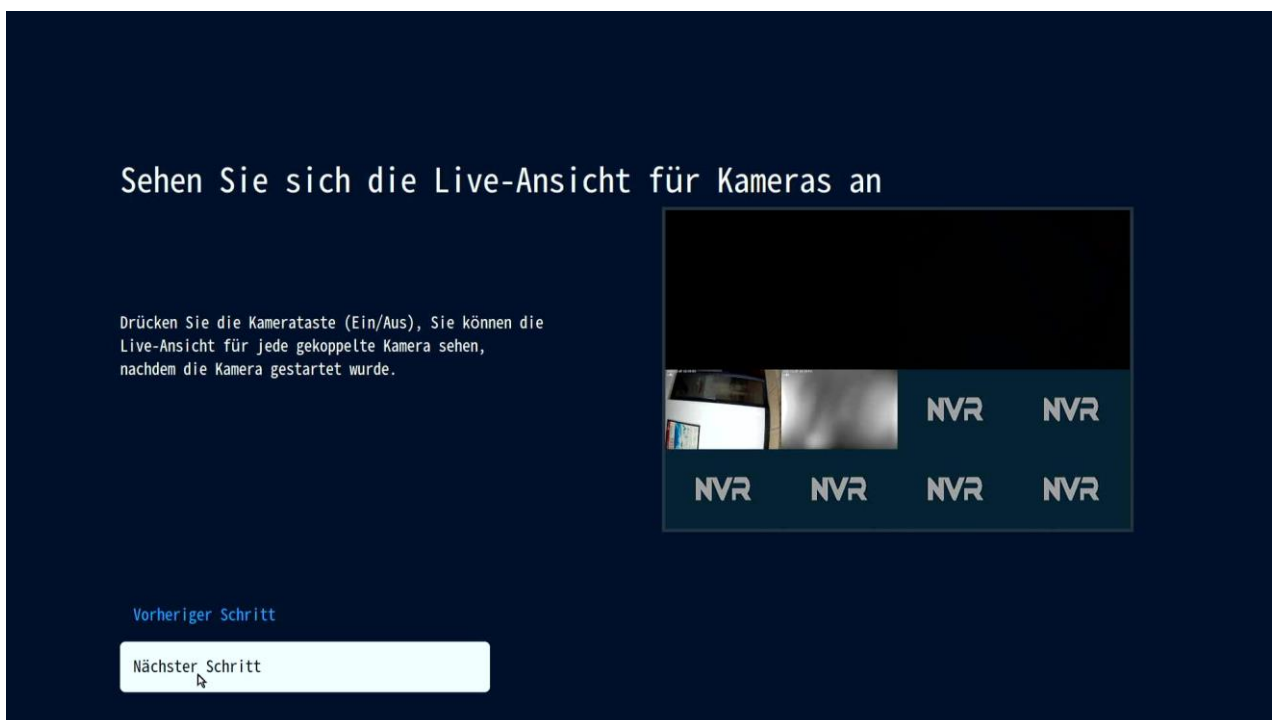 Sehen Sie sich die Live-Ansicht für Kameras an
Drücken Sie die Kamerataste (Ein/Aus), Sie können die
Live-Ansicht für jede gekoppelte Kamera sehen,
nachdem die Kamera gestartet wurde.
NVR NVR
NVR NVR NVR NVR
Vorheriger Schritt
Nächster Schritt